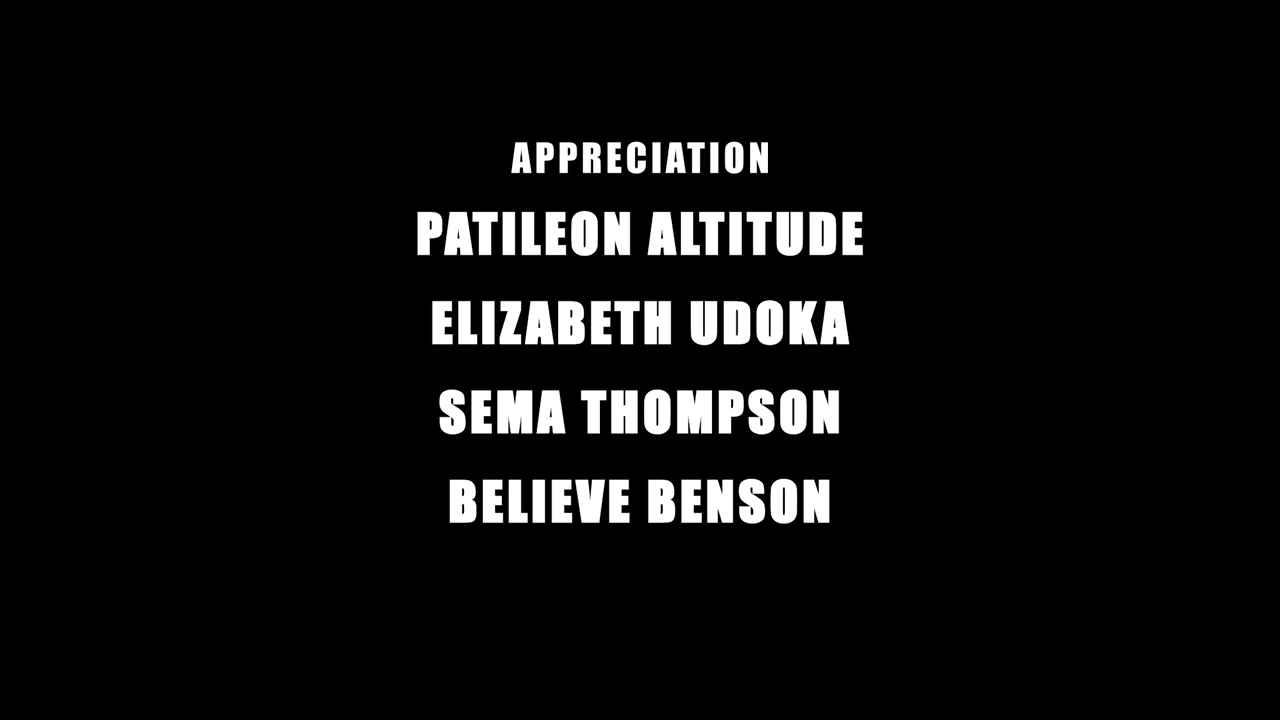 APPRECIATION
PATILEON ALTITUDE
ELIZABETH UDOKA
SEMA THOMPSON
BELIEVE BENSON